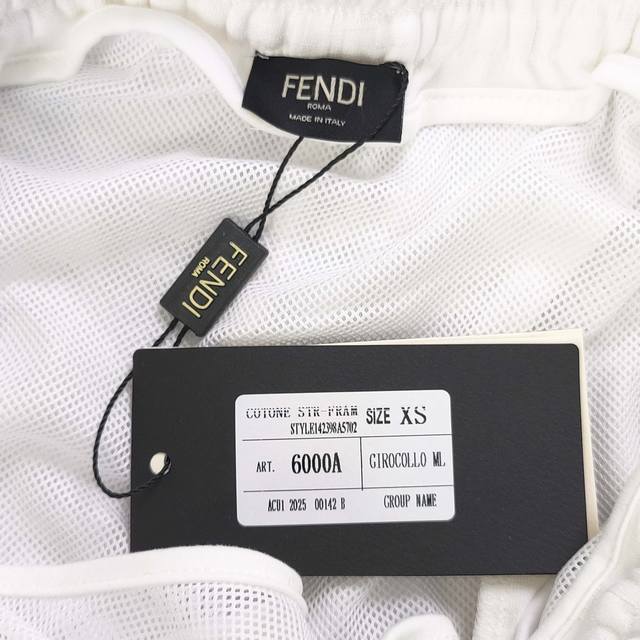 FENDI
ROMA
MADE IN ITALY
FENDI
ROMA
COTONE STR-FRAM SIZE XS
STYLE142398A5702
ART. 6000A GIROCOLLO ML
ACU1 2025 00142 B GROUP NAME